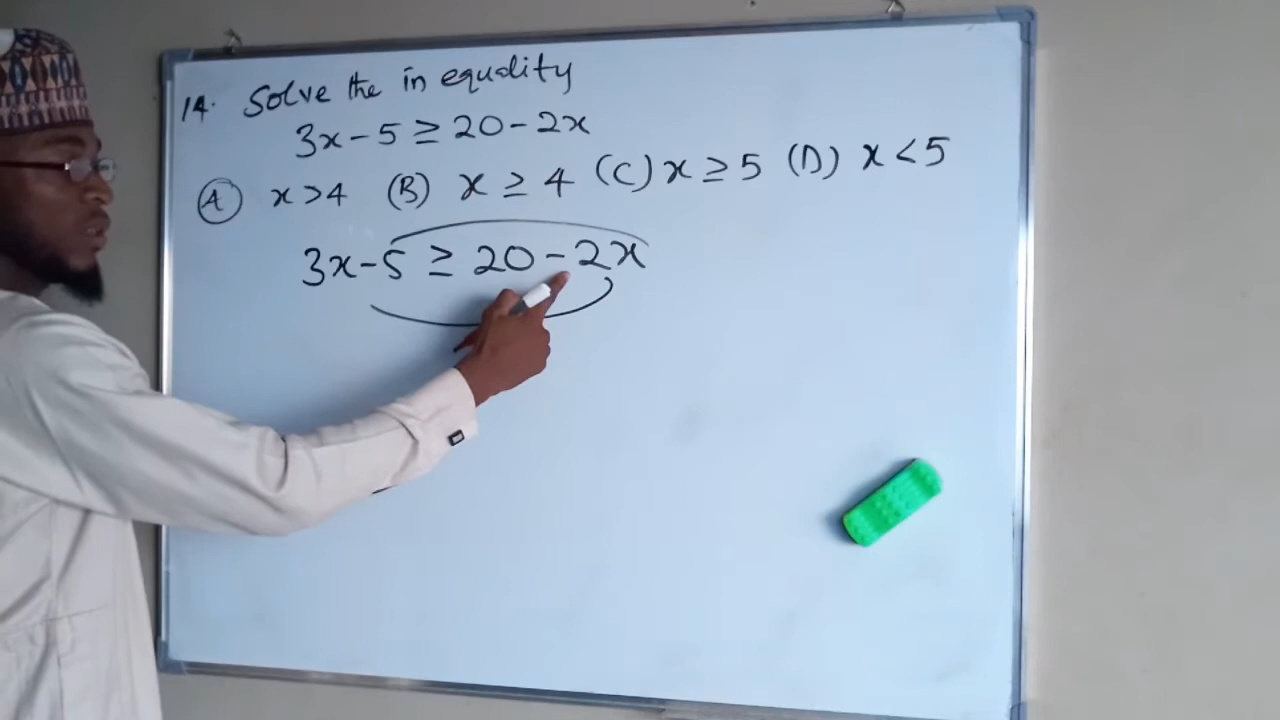 14. Solve the in equality
3x - 5 ≥ 20 - 2x
(A) x > 4 (B) x ≥ 4 (C) x ≥ 5 (D) x < 5
3x - 5 ≥ 20 - 2x